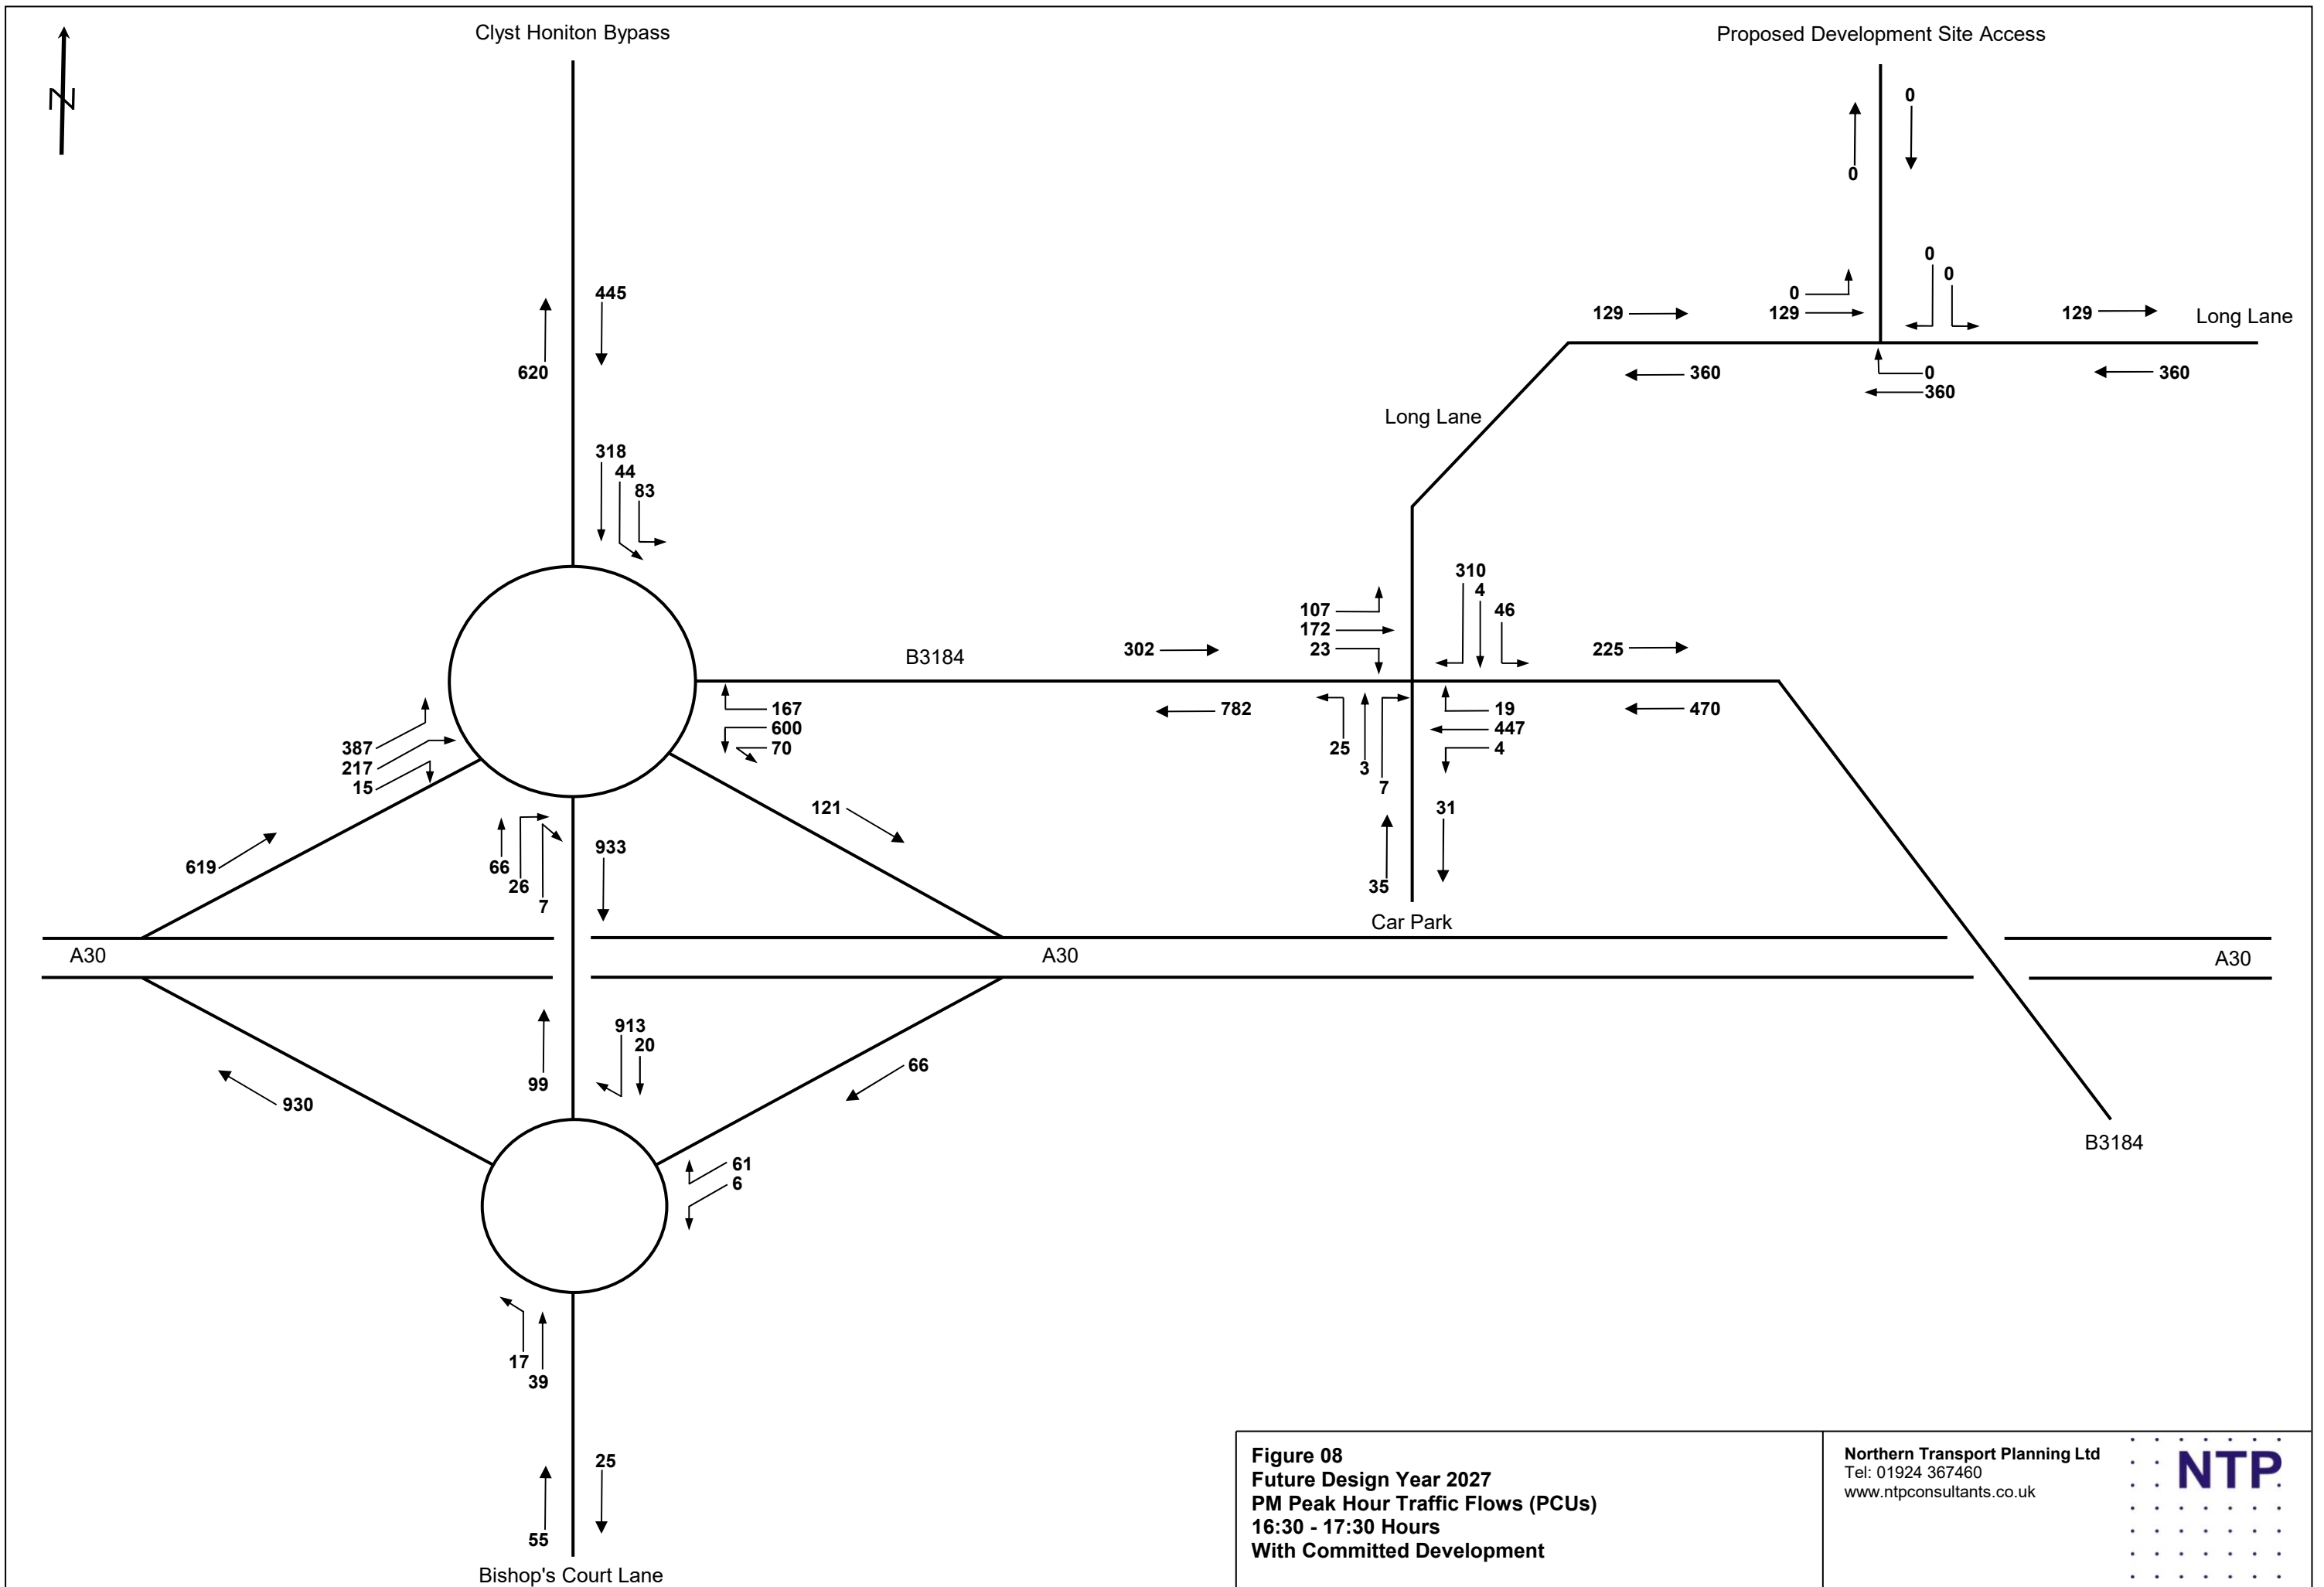 Clyst Honiton Bypass
Proposed Development Site Access
N
0
0
445
620
0
0
0
129
129
129
Long Lane
360
0
360
360
Long Lane
318
44
83
310
4
46
107
172
23
302
225
B3184
782
470
167
600
70
19
447
4
25
3
7
387
217
15
619
121
66
26
7
933
31
35
Car Park
A30
A30
A30
913
20
99
66
930
61
6
B3184
17
39
25
55
Bishop's Court Lane
Figure 08
Future Design Year 2027
PM Peak Hour Traffic Flows (PCUs)
16:30 - 17:30 Hours
With Committed Development
Northern Transport Planning Ltd
Tel: 01924 367460
www.ntpconsultants.co.uk
NTP